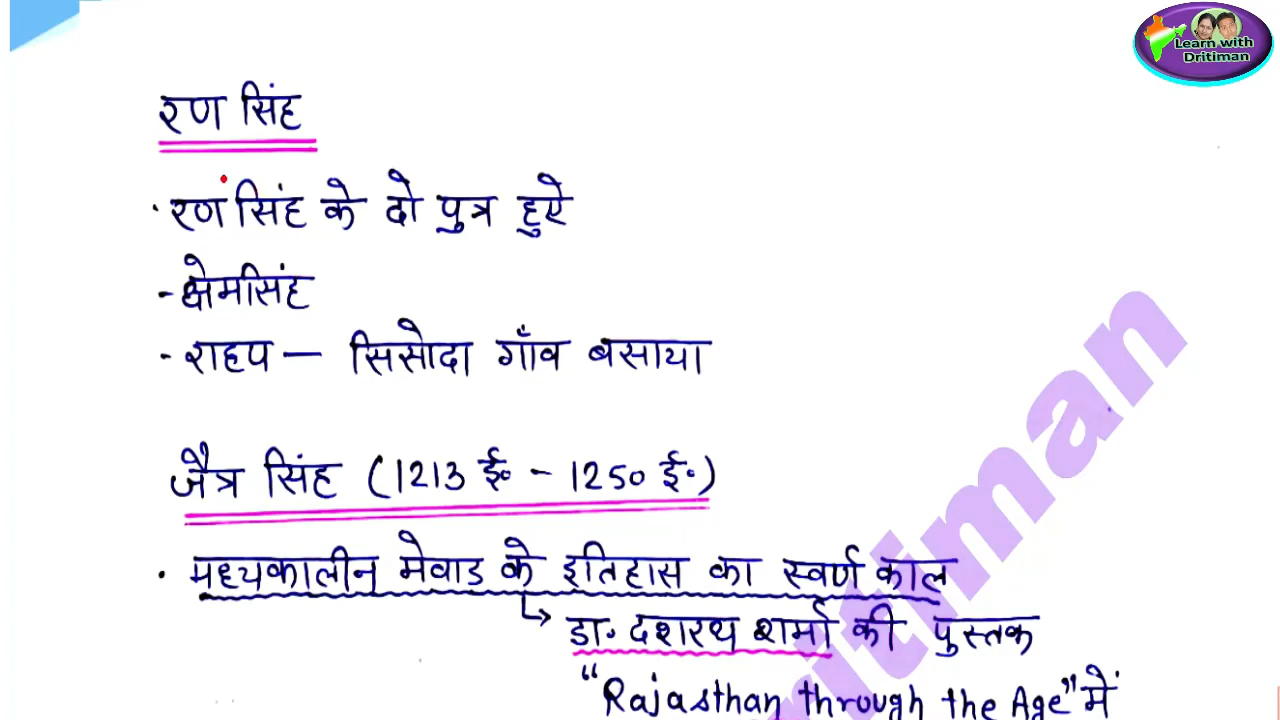 Learn with
Dritiman
रण सिंह
· रणंसिंह के दो पुत्र हुऐ
- क्षेमसिंह
- राहप — सिसोदा गाँव बसाया
जैत्र सिंह (1213 ई॰ - 1250 ई॰)
· मध्यकालीन मेवाड के इतिहास का स्वर्ण काल
↳ डा॰ दशरथ शर्मा की पुस्तक
"Rajasthan through the Age" में
ritiman